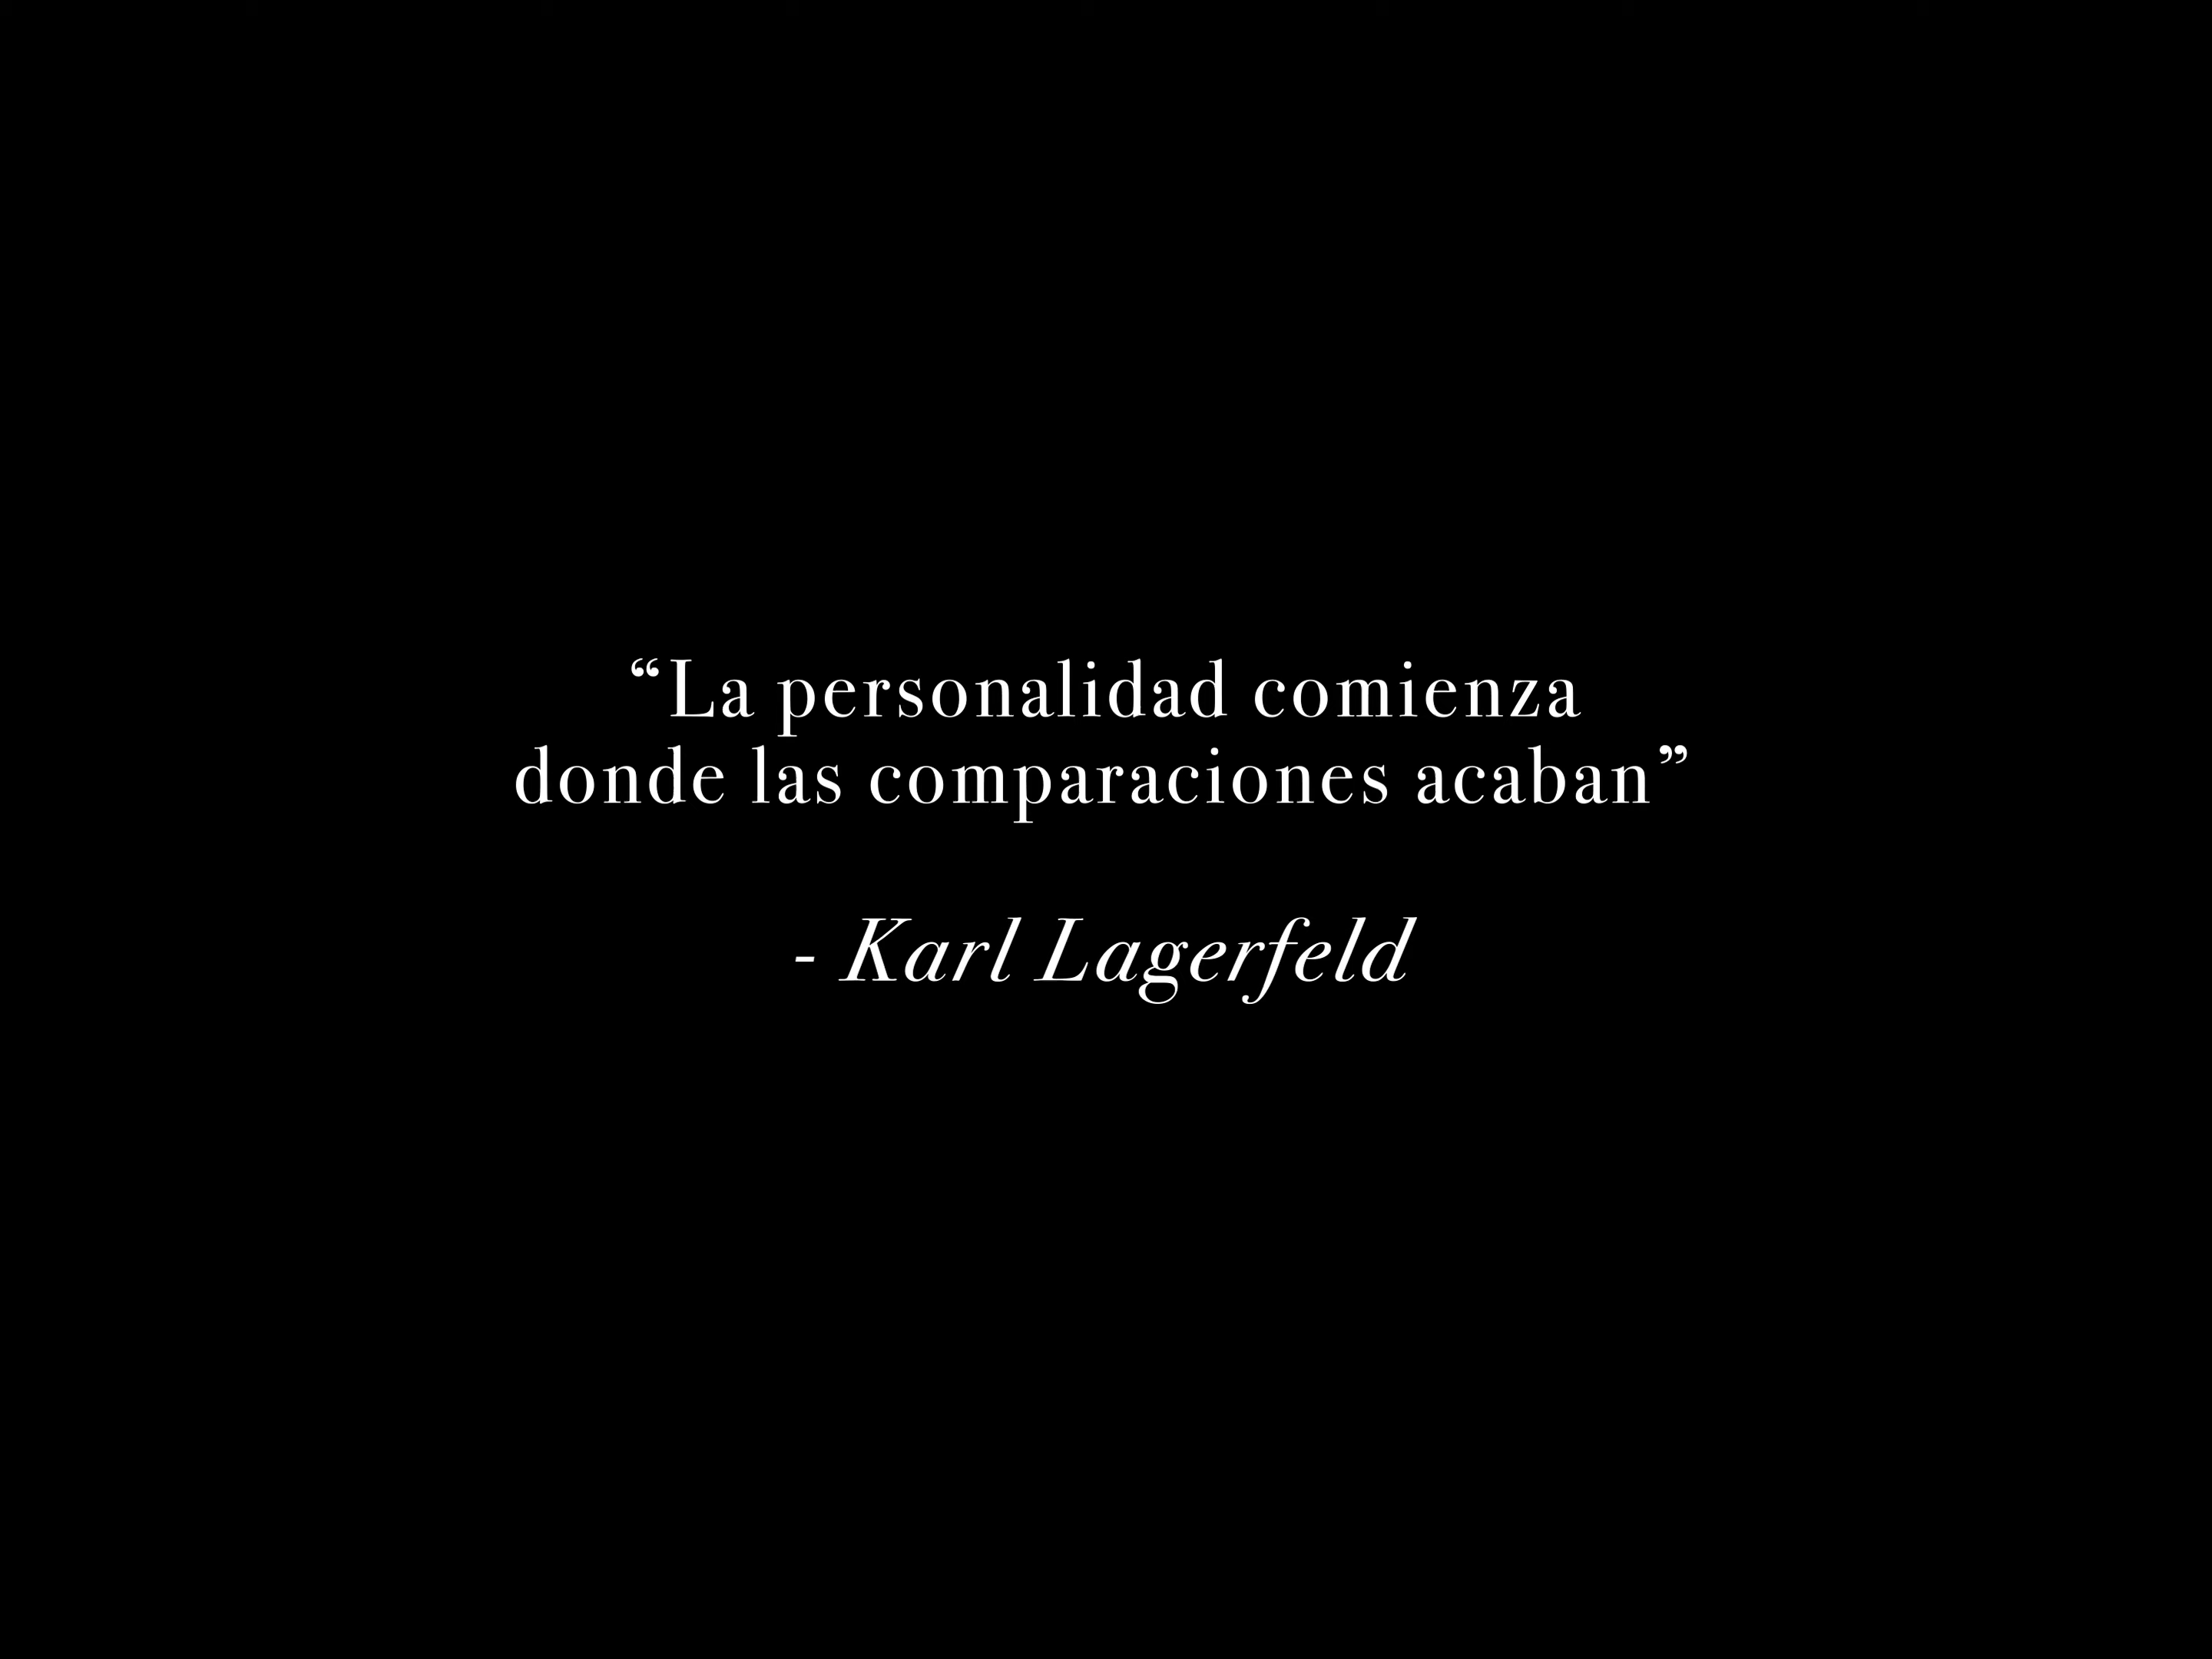 “La personalidad comienza
donde las comparaciones acaban”
- Karl Lagerfeld